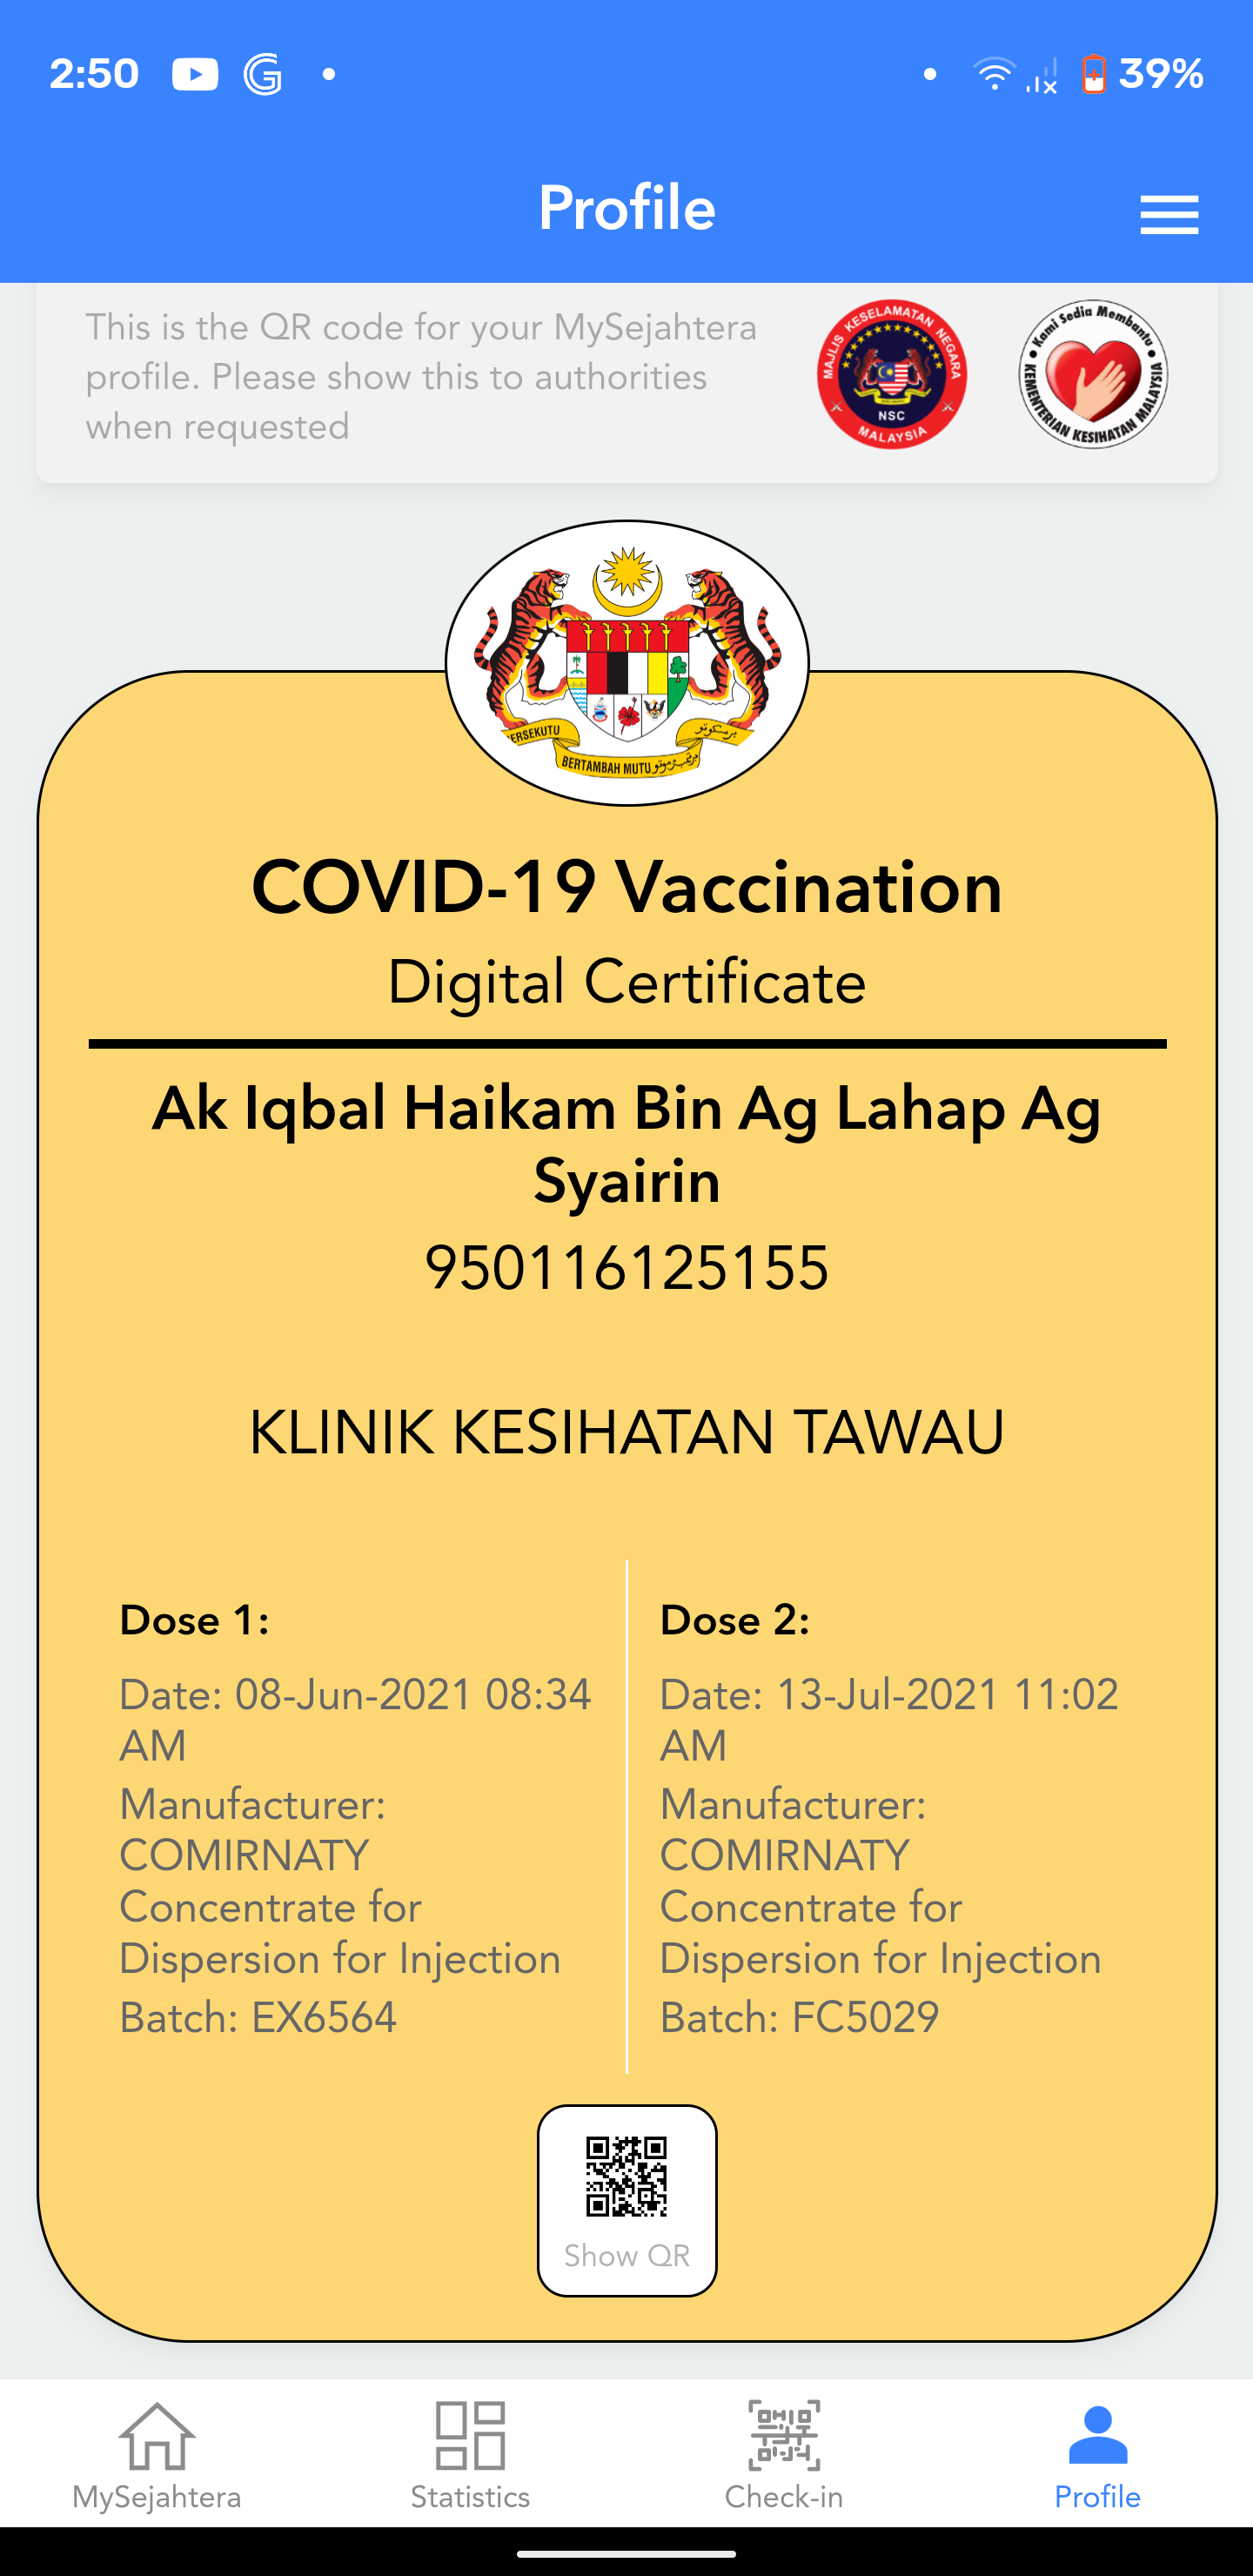 2:50
39%
Profile
This is the QR code for your MySejahtera
profile. Please show this to authorities
when requested
MAJLIS KESELAMATAN NEGARA
NSC
MALAYSIA
Kami Sedia Membantu
KEMENTERIAN KESIHATAN MALAYSIA
ERSEKUTU
BERTAMBAH MUTU
COVID-19 Vaccination
Digital Certificate
Ak Iqbal Haikam Bin Ag Lahap Ag
Syairin
950116125155
KLINIK KESIHATAN TAWAU
Dose 1:
Date: 08-Jun-2021 08:34
AM
Manufacturer:
COMIRNATY
Concentrate for
Dispersion for Injection
Batch: EX6564
Dose 2:
Date: 13-Jul-2021 11:02
AM
Manufacturer:
COMIRNATY
Concentrate for
Dispersion for Injection
Batch: FC5029
Show QR
MySejahtera
Statistics
Check-in
Profile